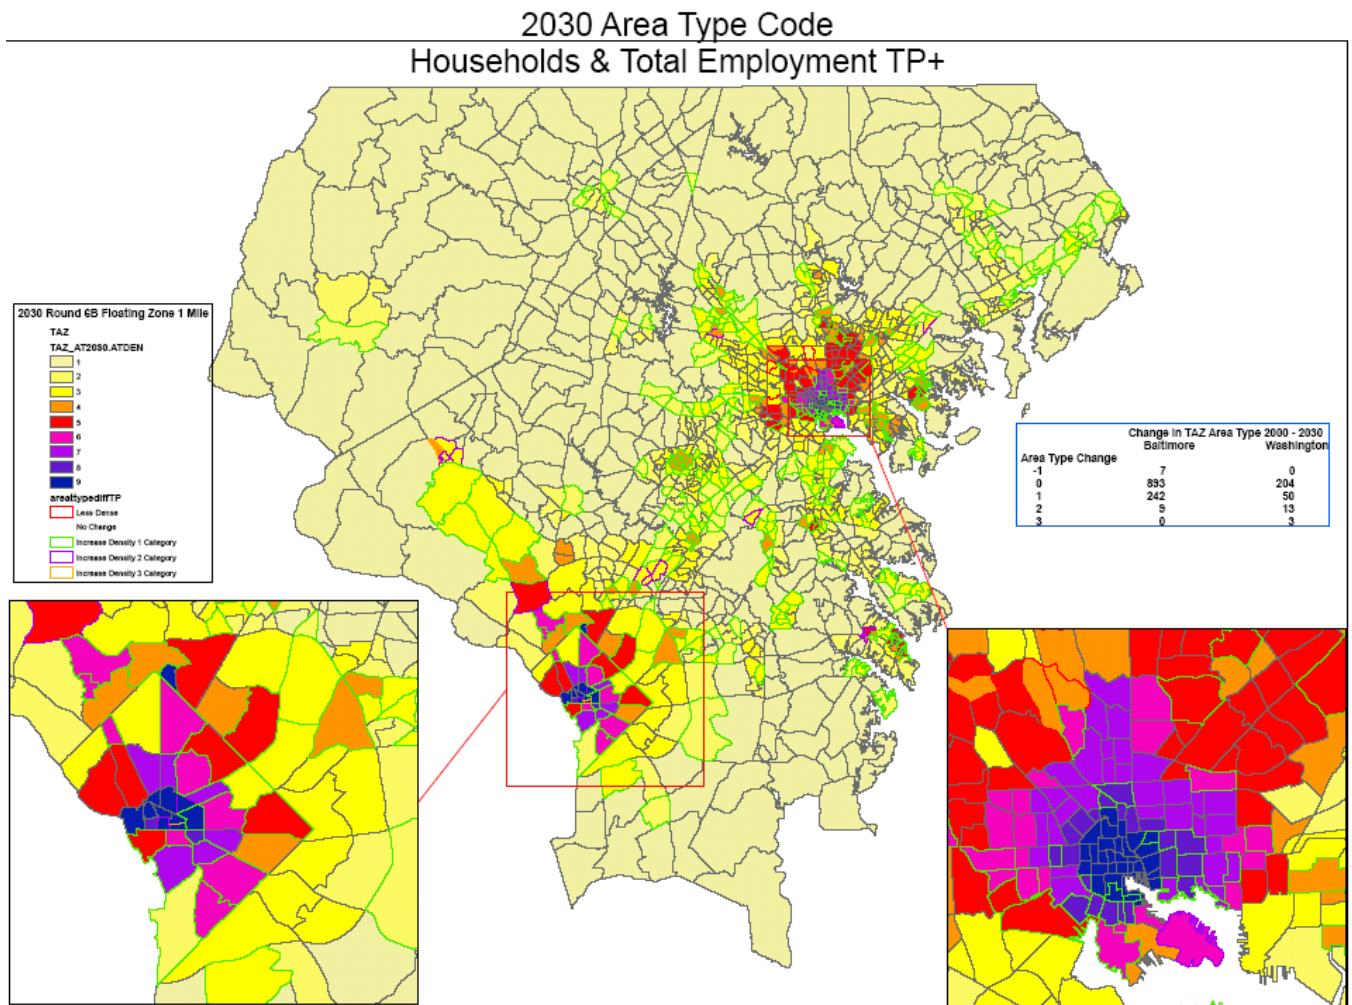 2030 Area Type Code
Households & Total Employment TP+
2030 Round 6B Floating Zone 1 Mile
TAZ
TAZ_AT2030.ATDEN
1
2
3
4
5
6
7
8
9
areatypediffTP
Less Dense
No Change
Increase Density 1 Category
Increase Density 2 Category
Increase Density 3 Category
Change in TAZ Area Type 2000 - 2030
Baltimore Washington
Area Type Change
-1 7 0
0 893 204
1 242 50
2 9 13
3 0 3